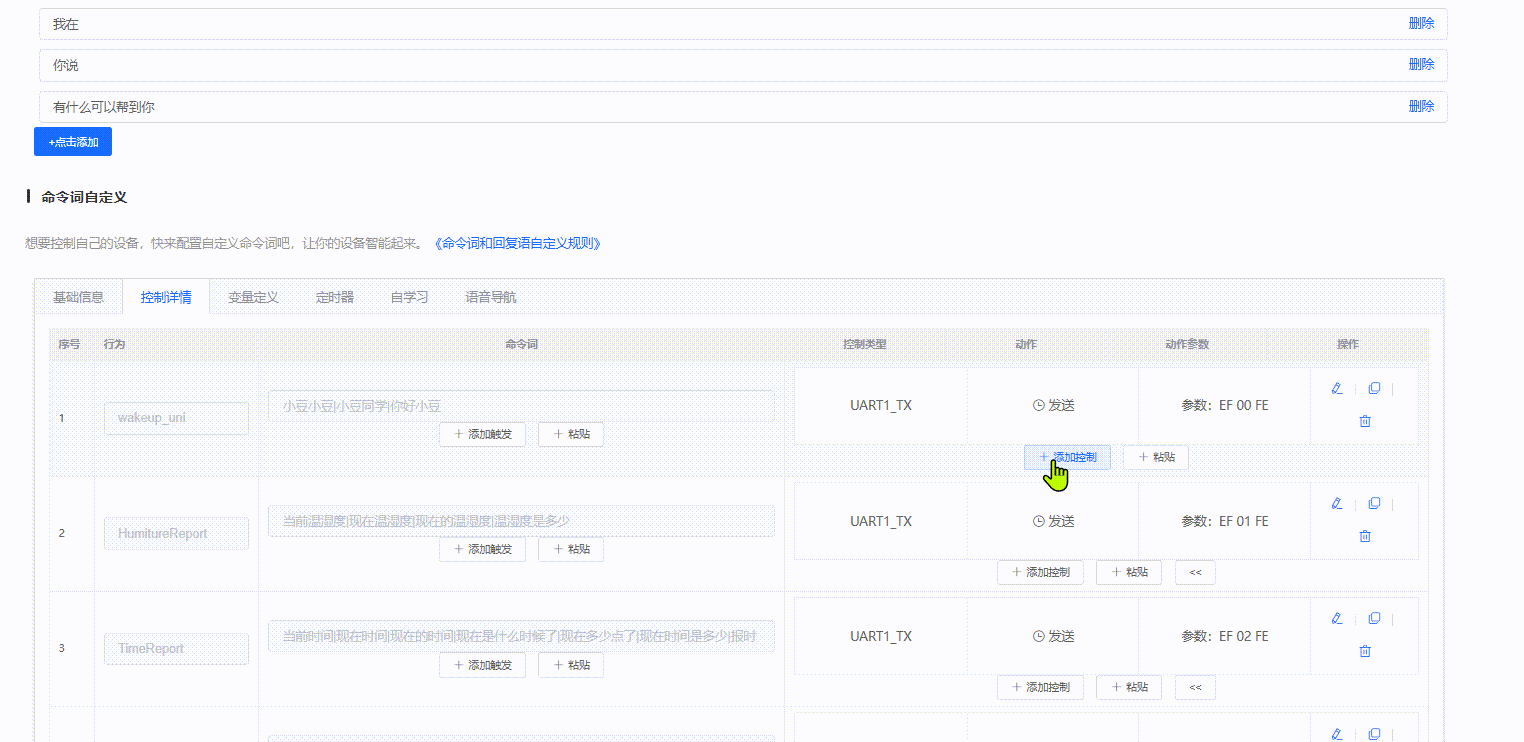 我在 删除
你说 删除
有什么可以帮到你 删除
+点击添加
命令词自定义
想要控制自己的设备，快来配置自定义命令词吧，让你的设备智能起来。《命令词和回复语自定义规则》
基础信息 控制详情 变量定义 定时器 自学习 语音导航
序号 行为 命令词 控制类型 动作 动作参数 操作
1 wakeup_uni 小豆小豆|小豆同学|你好小豆 UART1_TX 发送 参数：EF 00 FE
+ 添加触发 + 粘贴
+ 添加控制 + 粘贴
2 HumitureReport 当前温湿度|现在温湿度|现在的温湿度|温湿度是多少 UART1_TX 发送 参数：EF 01 FE
+ 添加触发 + 粘贴
+ 添加控制 + 粘贴 <<
3 TimeReport 当前时间|现在时间|现在的时间|现在是什么时候了|现在多少点了|现在时间是多少|报时 UART1_TX 发送 参数：EF 02 FE
+ 添加触发 + 粘贴
+ 添加控制 + 粘贴 <<